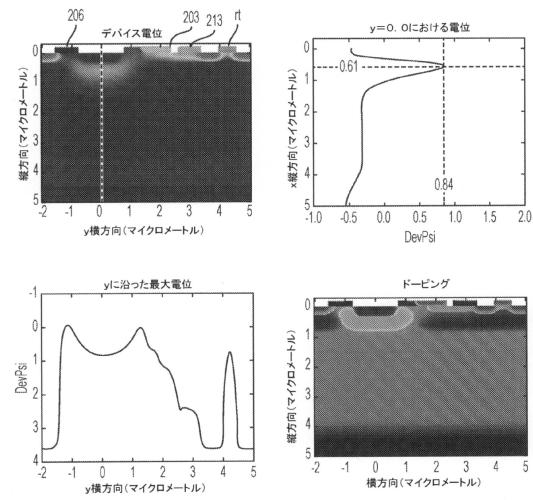 206
203
213
rt
デバイス電位
0
1
2
3
4
5
縦方向(マイクロメートル)
-2 -1 0 1 2 3 4 5
y横方向(マイクロメートル)
y=0. 0における電位
0
1
2
3
4
5
x縦方向(マイクロメートル)
0.61
0.84
-1.0 -0.5 0 0.5 1.0 1.5 2.0
DevPsi
yに沿った最大電位
-1
0
1
2
3
4
DevPsi
-2 -1 0 1 2 3 4 5
y横方向(マイクロメートル)
ドーピング
0
1
2
3
4
5
縦方向(マイクロメートル)
-2 -1 0 1 2 3 4 5
横方向(マイクロメートル)